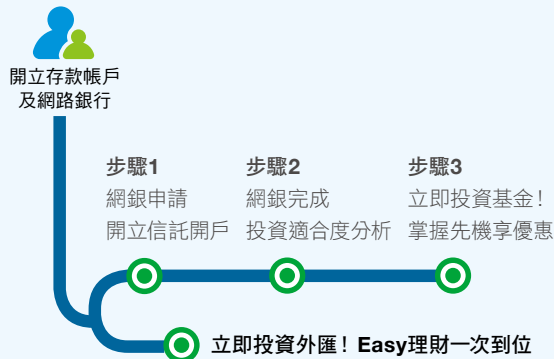 開立存款帳戶
及網路銀行
步驟1
網銀申請
開立信託開戶
步驟2
網銀完成
投資適合度分析
步驟3
立即投資基金!
掌握先機享優惠
立即投資外匯! Easy理財一次到位